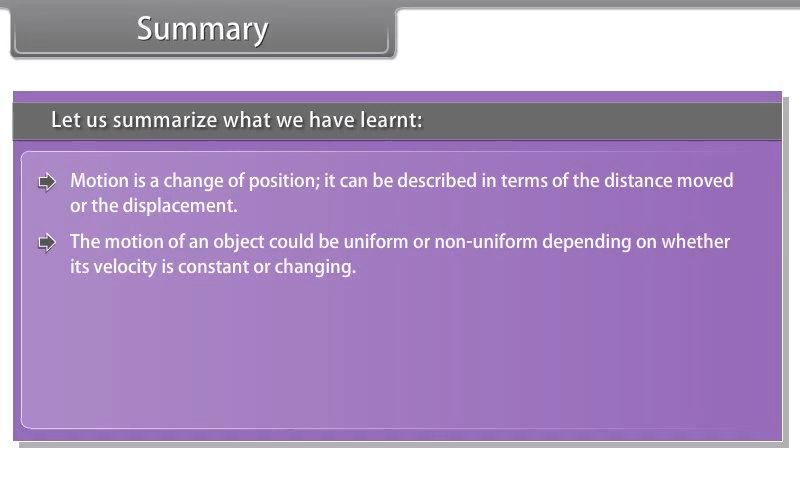 Summary
Let us summarize what we have learnt:
Motion is a change of position; it can be described in terms of the distance moved
or the displacement.
The motion of an object could be uniform or non-uniform depending on whether
its velocity is constant or changing.